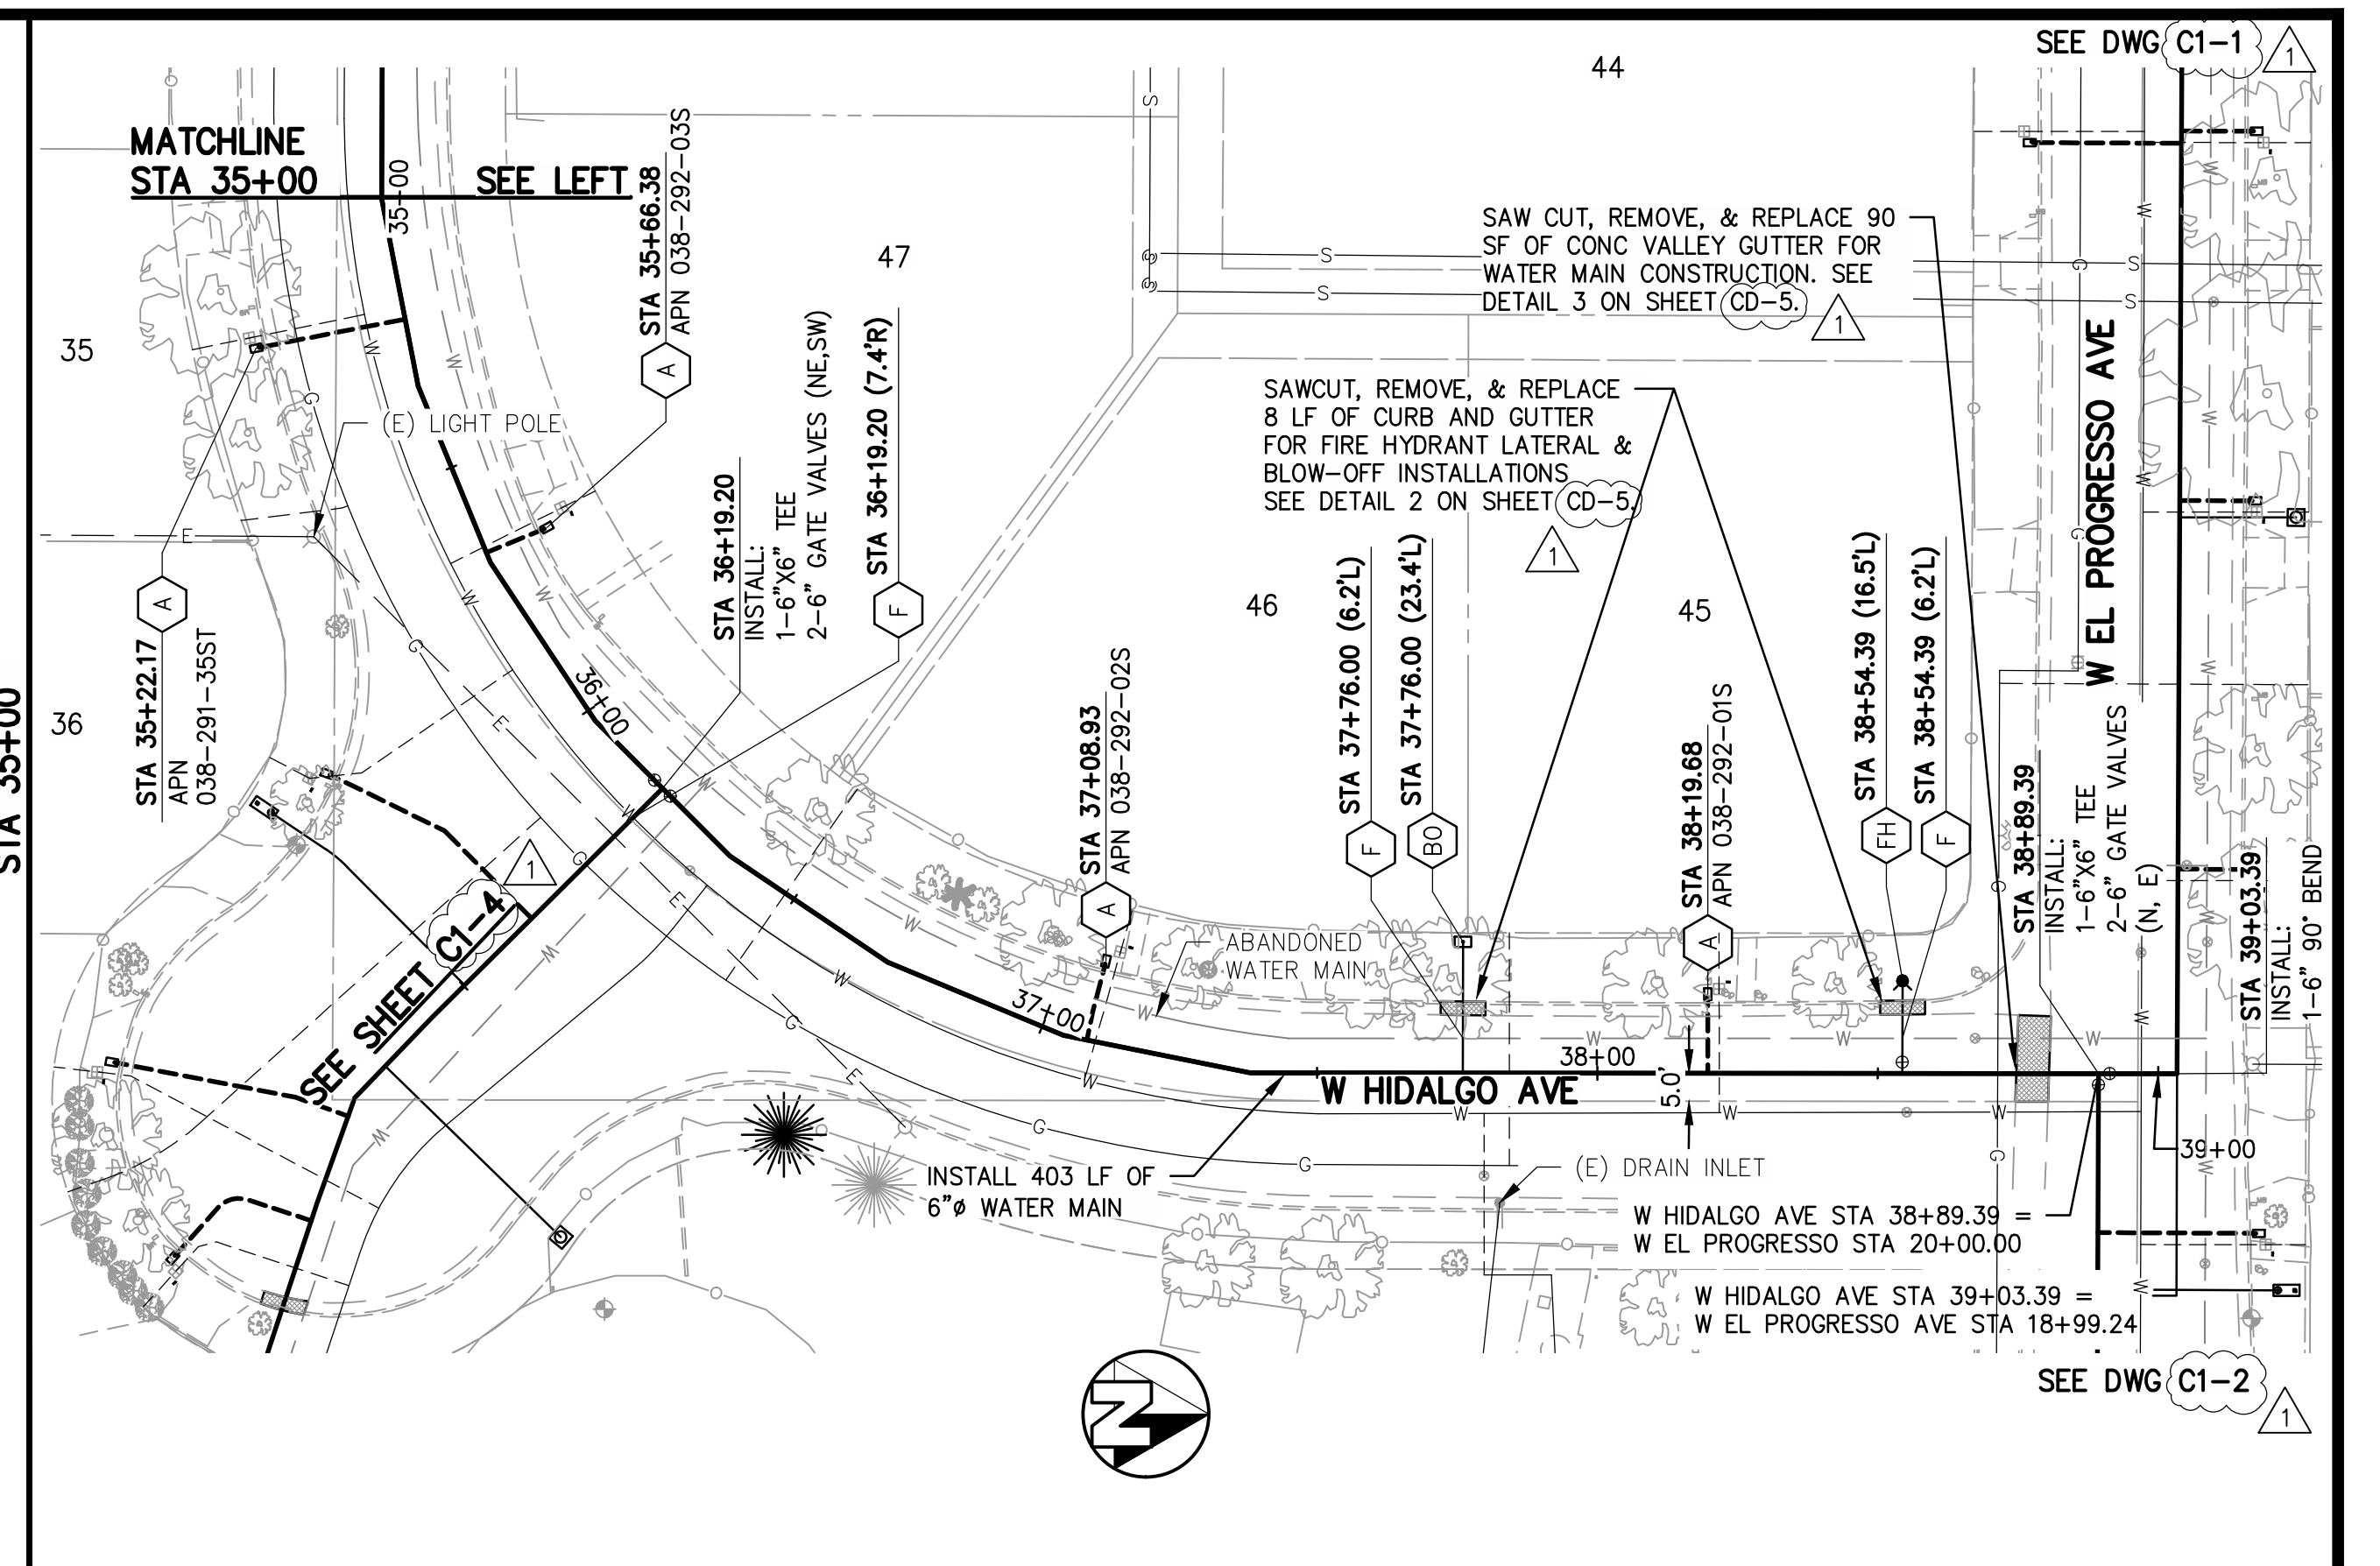 SEE DWG C1-1
1
44
MATCHLINE
STA 35+00
SEE LEFT
35+00
STA 35+66.38
APN 038-292-03S
A
47
SAW CUT, REMOVE, & REPLACE 90
SF OF CONC VALLEY GUTTER FOR
WATER MAIN CONSTRUCTION. SEE
DETAIL 3 ON SHEET CD-5.
1
35
(E) LIGHT POLE
SAWCUT, REMOVE, & REPLACE
8 LF OF CURB AND GUTTER
FOR FIRE HYDRANT LATERAL &
BLOW-OFF INSTALLATIONS
SEE DETAIL 2 ON SHEET CD-5.
1
W EL PROGRESO AVE
STA 36+19.20
INSTALL:
1-6"X6" TEE
2-6" GATE VALVES (NE,SW)
STA 36+19.20 (7.4'R)
F
A
STA 35+22.17
APN
038-291-35ST
36
STA 35+00
36+00
46
45
STA 37+08.93
APN 038-292-02S
A
STA 37+76.00 (6.2'L)
F
STA 37+76.00 (23.4'L)
BO
STA 38+19.68
APN 038-292-01S
A
STA 38+54.39 (16.5'L)
FH
STA 38+54.39 (6.2'L)
F
STA 38+89.39
INSTALL:
1-6"X6" TEE
2-6" GATE VALVES
(N, E)
STA 39+03.39
INSTALL:
1-6" 90° BEND
1
SEE SHEET C1-4
ABANDONED
WATER MAIN
37+00
38+00
W HIDALGO AVE
5.0'
39+00
INSTALL 403 LF OF
6"ø WATER MAIN
(E) DRAIN INLET
W HIDALGO AVE STA 38+89.39 =
W EL PROGRESSO STA 20+00.00
W HIDALGO AVE STA 39+03.39 =
W EL PROGRESSO AVE STA 18+99.24
SEE DWG C1-2
1
N